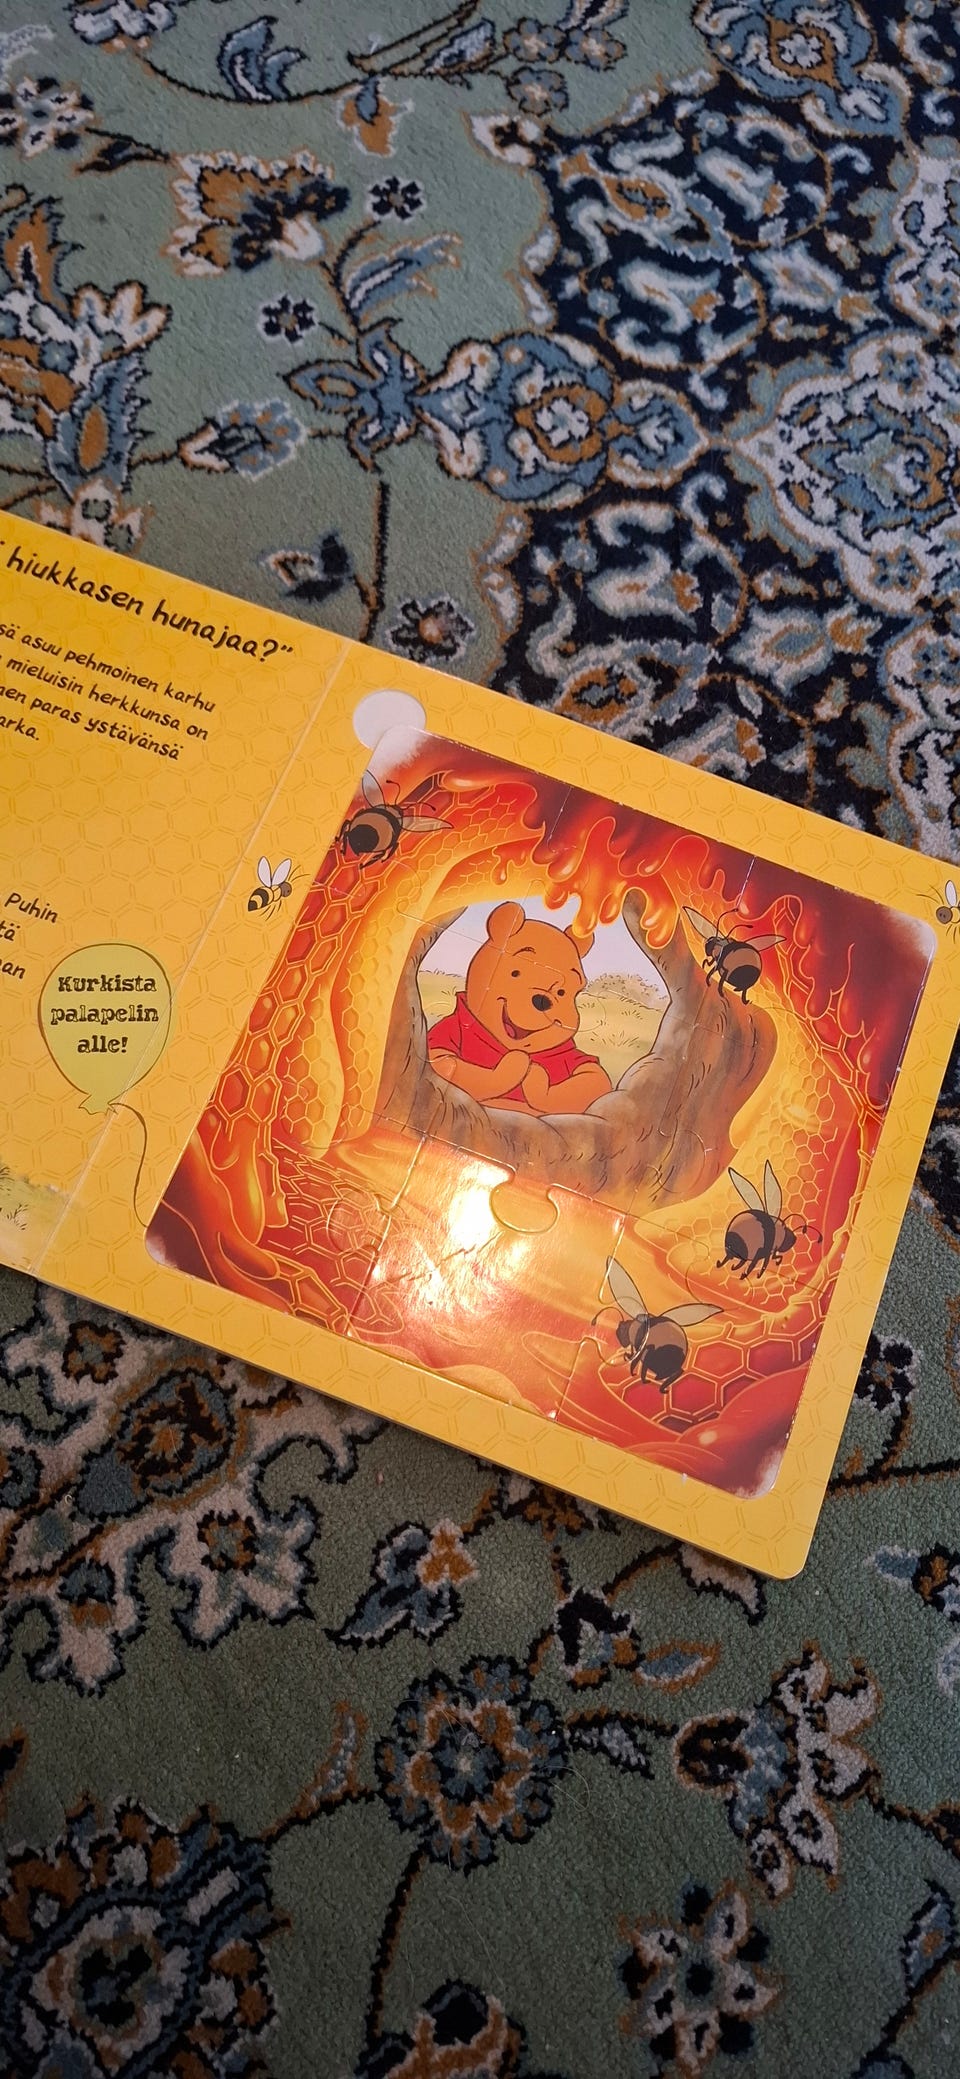 hiukkasen hunajaa?”
sä asuu pehmoinen karhu
mieluisin herkkunsa on
nen paras ystävänsä
arka.
Puhin
tä
an
Kurkista
palapelin
alle!